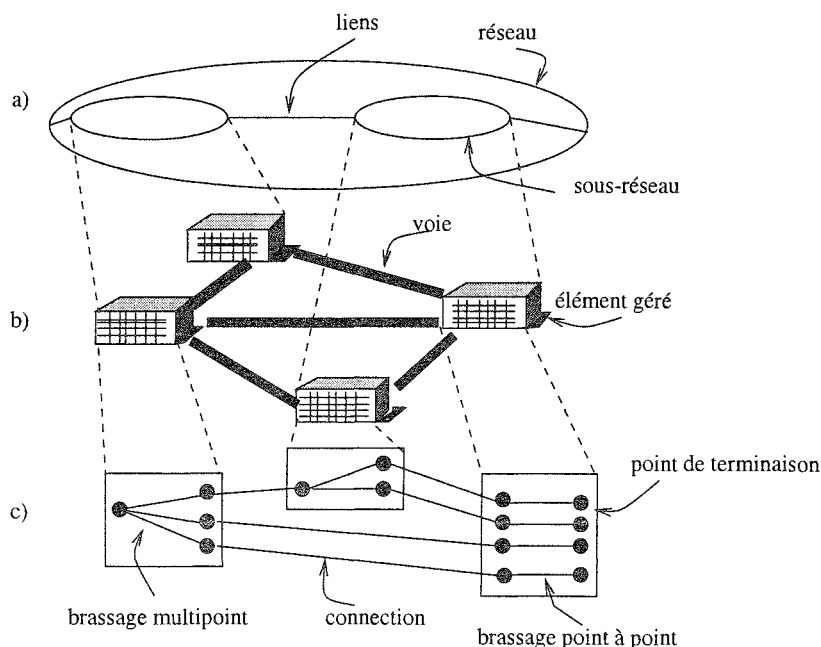 liens
réseau
a)
sous-réseau
voie
élément géré
b)
point de terminaison
c)
brassage multipoint
connection
brassage point à point